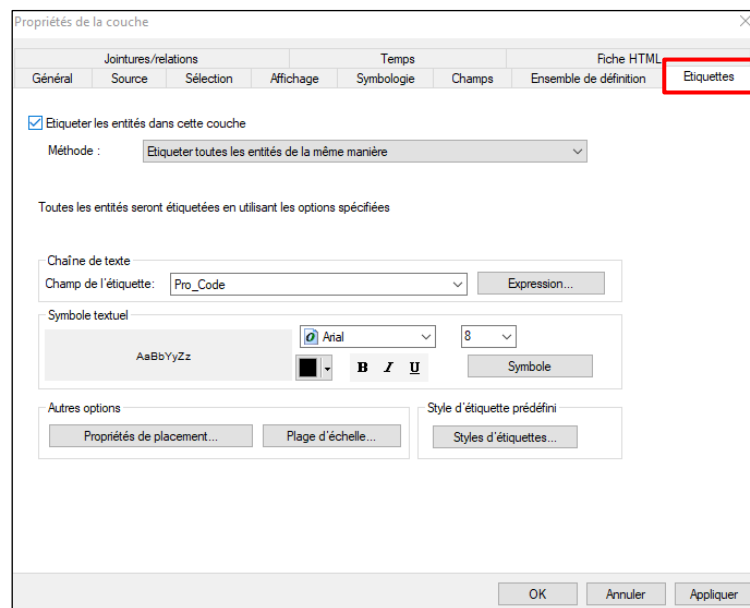 Propriétés de la couche
Jointures/relations Temps Fiche HTML
Général Source Sélection Affichage Symbologie Champs Ensemble de définition Etiquettes
Etiqueter les entités dans cette couche
Méthode : Etiqueter toutes les entités de la même manière
Toutes les entités seront étiquetées en utilisant les options spécifiées
Chaîne de texte
Champ de l'étiquette: Pro_Code Expression...
Symbole textuel
AaBbYyZz O Arial 8
B I U Symbole
Autres options Style d'étiquette prédéfini
Propriétés de placement... Plage d'échelle... Styles d'étiquettes...
OK Annuler Appliquer